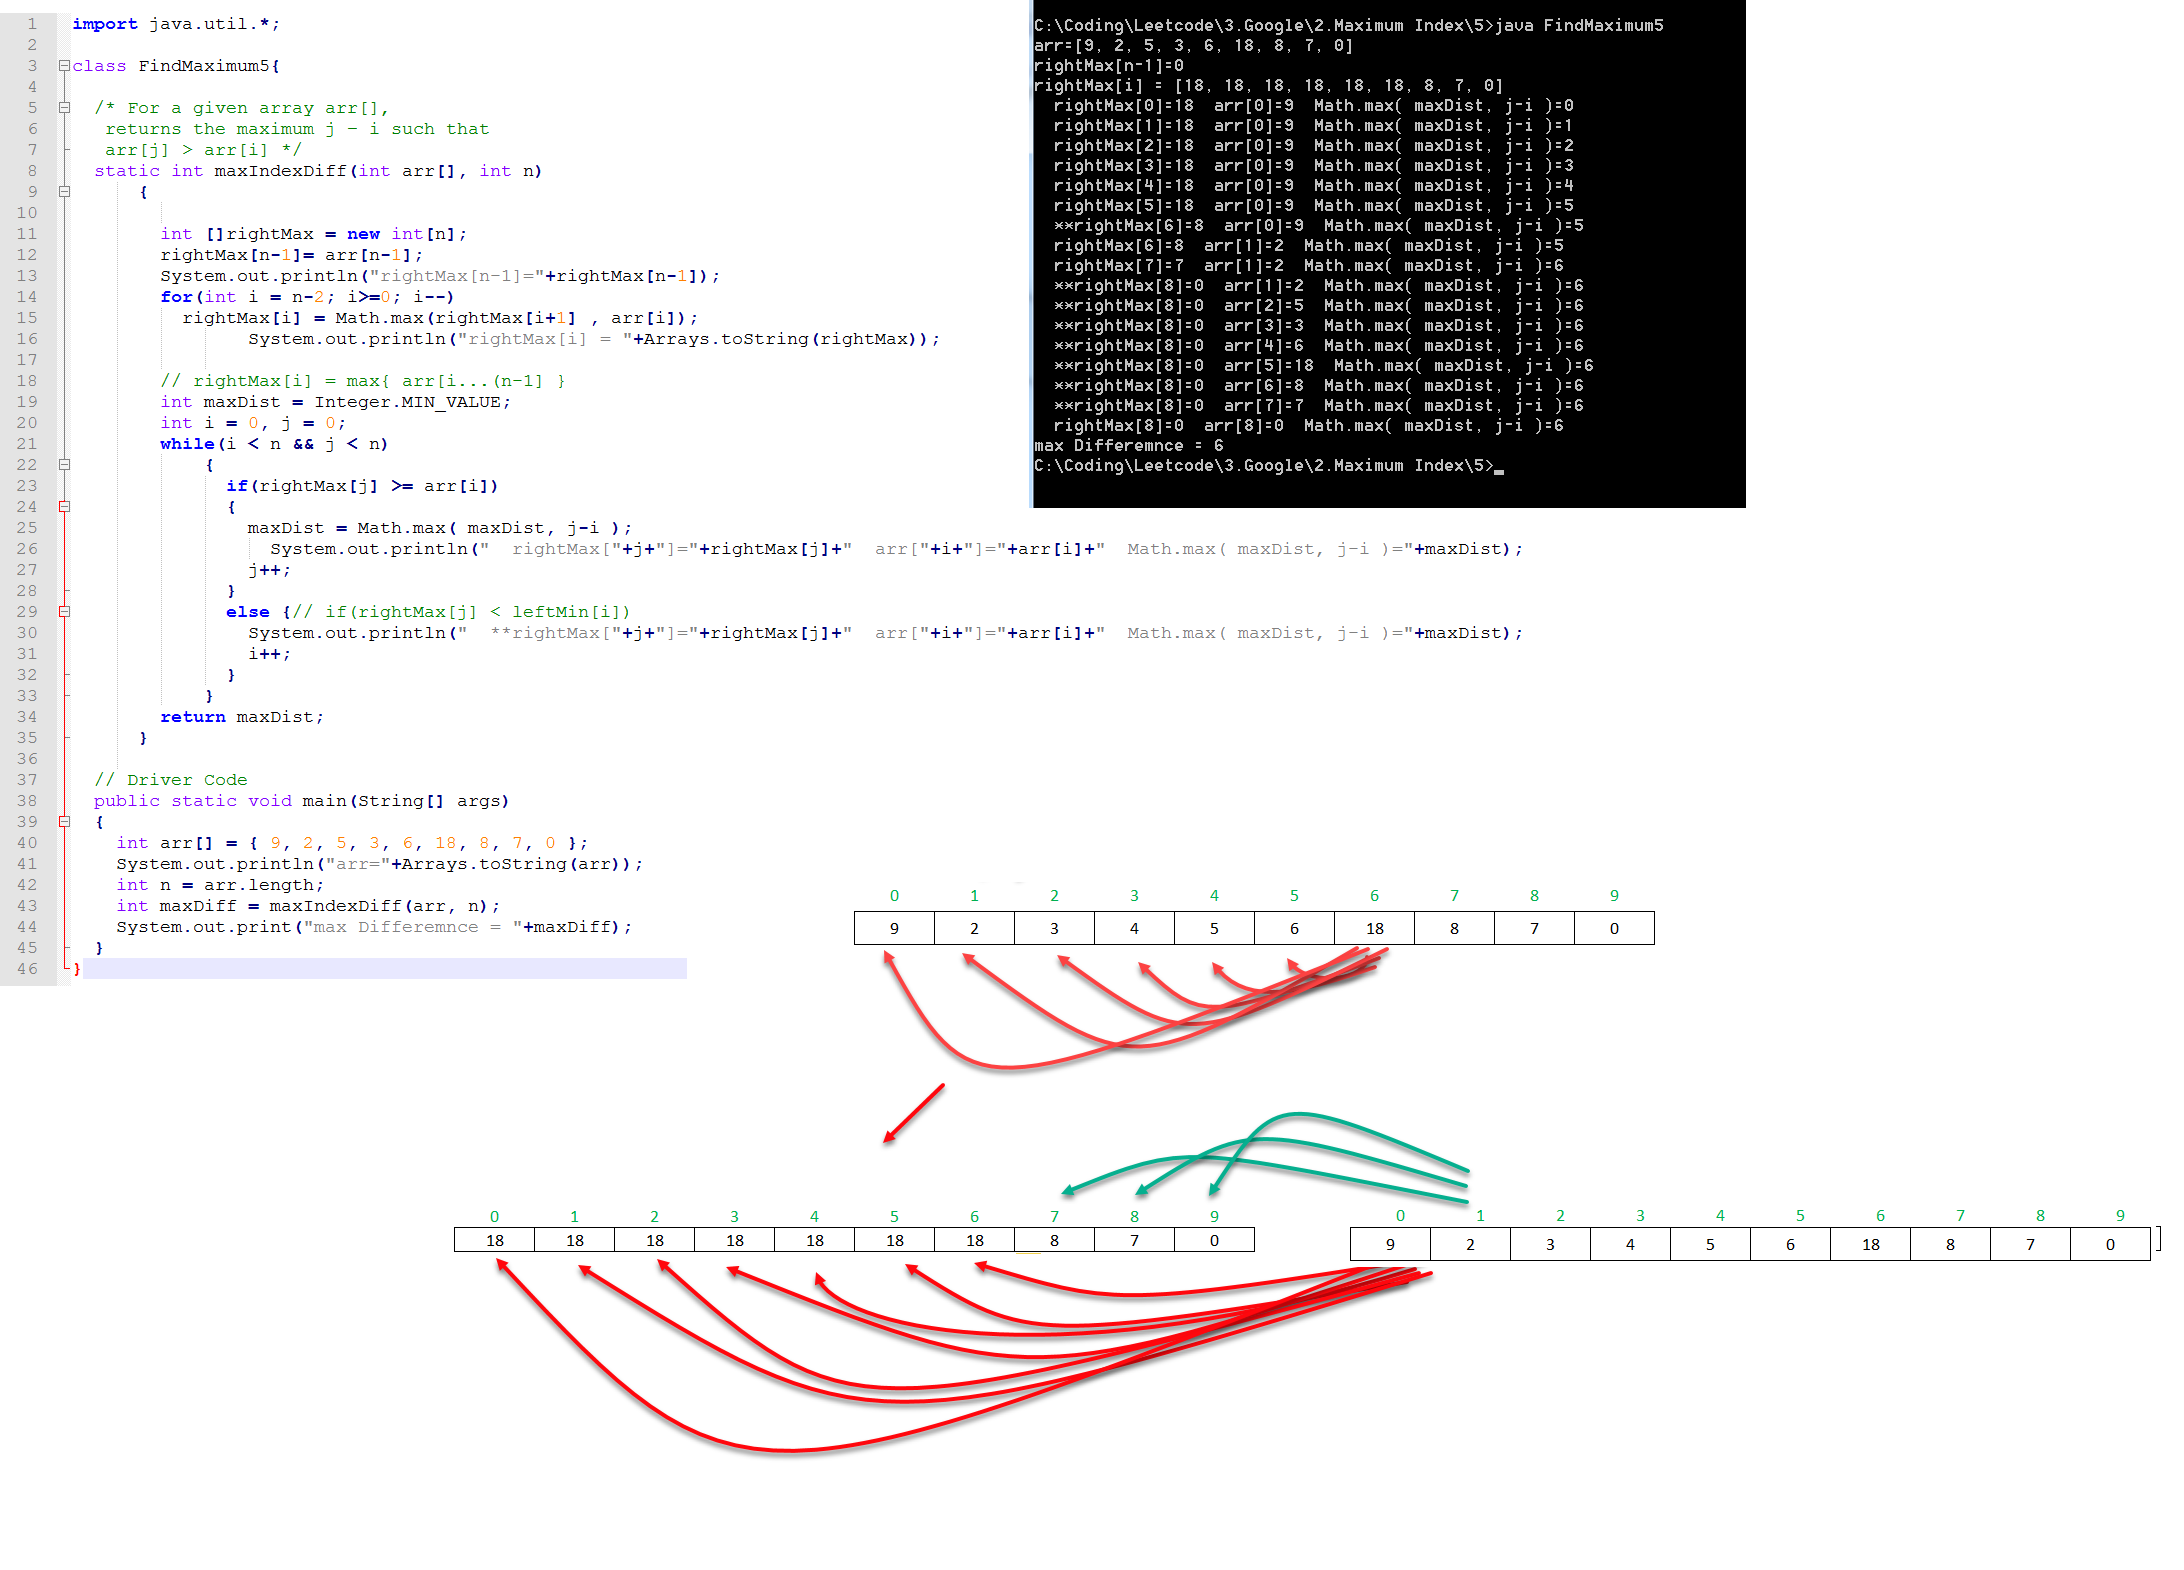 1 import java.util.*;
2
3 class FindMaximum5{
4
5   /* For a given array arr[],
6    returns the maximum j - i such that
7    arr[j] > arr[i] */
8   static int maxIndexDiff(int arr[], int n)
9       {
10
11         int []rightMax = new int[n];
12         rightMax[n-1]= arr[n-1];
13         System.out.println("rightMax[n-1]="+rightMax[n-1]);
14         for(int i = n-2; i>=0; i--)
15           rightMax[i] = Math.max(rightMax[i+1] , arr[i]);
16                 System.out.println("rightMax[i] = "+Arrays.toString(rightMax));
17
18         // rightMax[i] = max{ arr[i...(n-1] }
19         int maxDist = Integer.MIN_VALUE;
20         int i = 0, j = 0;
21         while(i < n && j < n)
22             {
23               if(rightMax[j] >= arr[i])
24               {
25                 maxDist = Math.max( maxDist, j-i );
26                   System.out.println("  rightMax["+j+"]="+rightMax[j]+"  arr["+i+"]="+arr[i]+"  Math.max( maxDist, j-i )="+maxDist);
27                 j++;
28               }
29               else {// if(rightMax[j] < leftMin[i])
30                 System.out.println("  **rightMax["+j+"]="+rightMax[j]+"  arr["+i+"]="+arr[i]+"  Math.max( maxDist, j-i )="+maxDist);
31                 i++;
32               }
33             }
34         return maxDist;
35       }
36
37   // Driver Code
38   public static void main(String[] args)
39   {
40     int arr[] = { 9, 2, 5, 3, 6, 18, 8, 7, 0 };
41     System.out.println("arr="+Arrays.toString(arr));
42     int n = arr.length;
43     int maxDiff = maxIndexDiff(arr, n);
44     System.out.print("max Differemnce = "+maxDiff);
45   }
46 }
C:\Coding\Leetcode\3.Google\2.Maximum Index\5>java FindMaximum5
arr=[9, 2, 5, 3, 6, 18, 8, 7, 0]
rightMax[n-1]=0
rightMax[i] = [18, 18, 18, 18, 18, 18, 8, 7, 0]
  rightMax[0]=18  arr[0]=9  Math.max( maxDist, j-i )=0
  rightMax[1]=18  arr[0]=9  Math.max( maxDist, j-i )=1
  rightMax[2]=18  arr[0]=9  Math.max( maxDist, j-i )=2
  rightMax[3]=18  arr[0]=9  Math.max( maxDist, j-i )=3
  rightMax[4]=18  arr[0]=9  Math.max( maxDist, j-i )=4
  rightMax[5]=18  arr[0]=9  Math.max( maxDist, j-i )=5
  **rightMax[6]=8  arr[0]=9  Math.max( maxDist, j-i )=5
  rightMax[6]=8  arr[1]=2  Math.max( maxDist, j-i )=5
  rightMax[7]=7  arr[1]=2  Math.max( maxDist, j-i )=6
  **rightMax[8]=0  arr[1]=2  Math.max( maxDist, j-i )=6
  **rightMax[8]=0  arr[2]=5  Math.max( maxDist, j-i )=6
  **rightMax[8]=0  arr[3]=3  Math.max( maxDist, j-i )=6
  **rightMax[8]=0  arr[4]=6  Math.max( maxDist, j-i )=6
  **rightMax[8]=0  arr[5]=18  Math.max( maxDist, j-i )=6
  **rightMax[8]=0  arr[6]=8  Math.max( maxDist, j-i )=6
  **rightMax[8]=0  arr[7]=7  Math.max( maxDist, j-i )=6
  rightMax[8]=0  arr[8]=0  Math.max( maxDist, j-i )=6
max Differemnce = 6
C:\Coding\Leetcode\3.Google\2.Maximum Index\5>_
0 1 2 3 4 5 6 7 8 9
9 2 3 4 5 6 18 8 7 0
0 1 2 3 4 5 6 7 8 9
18 18 18 18 18 18 18 8 7 0
0 1 2 3 4 5 6 7 8 9
9 2 3 4 5 6 18 8 7 0 ]